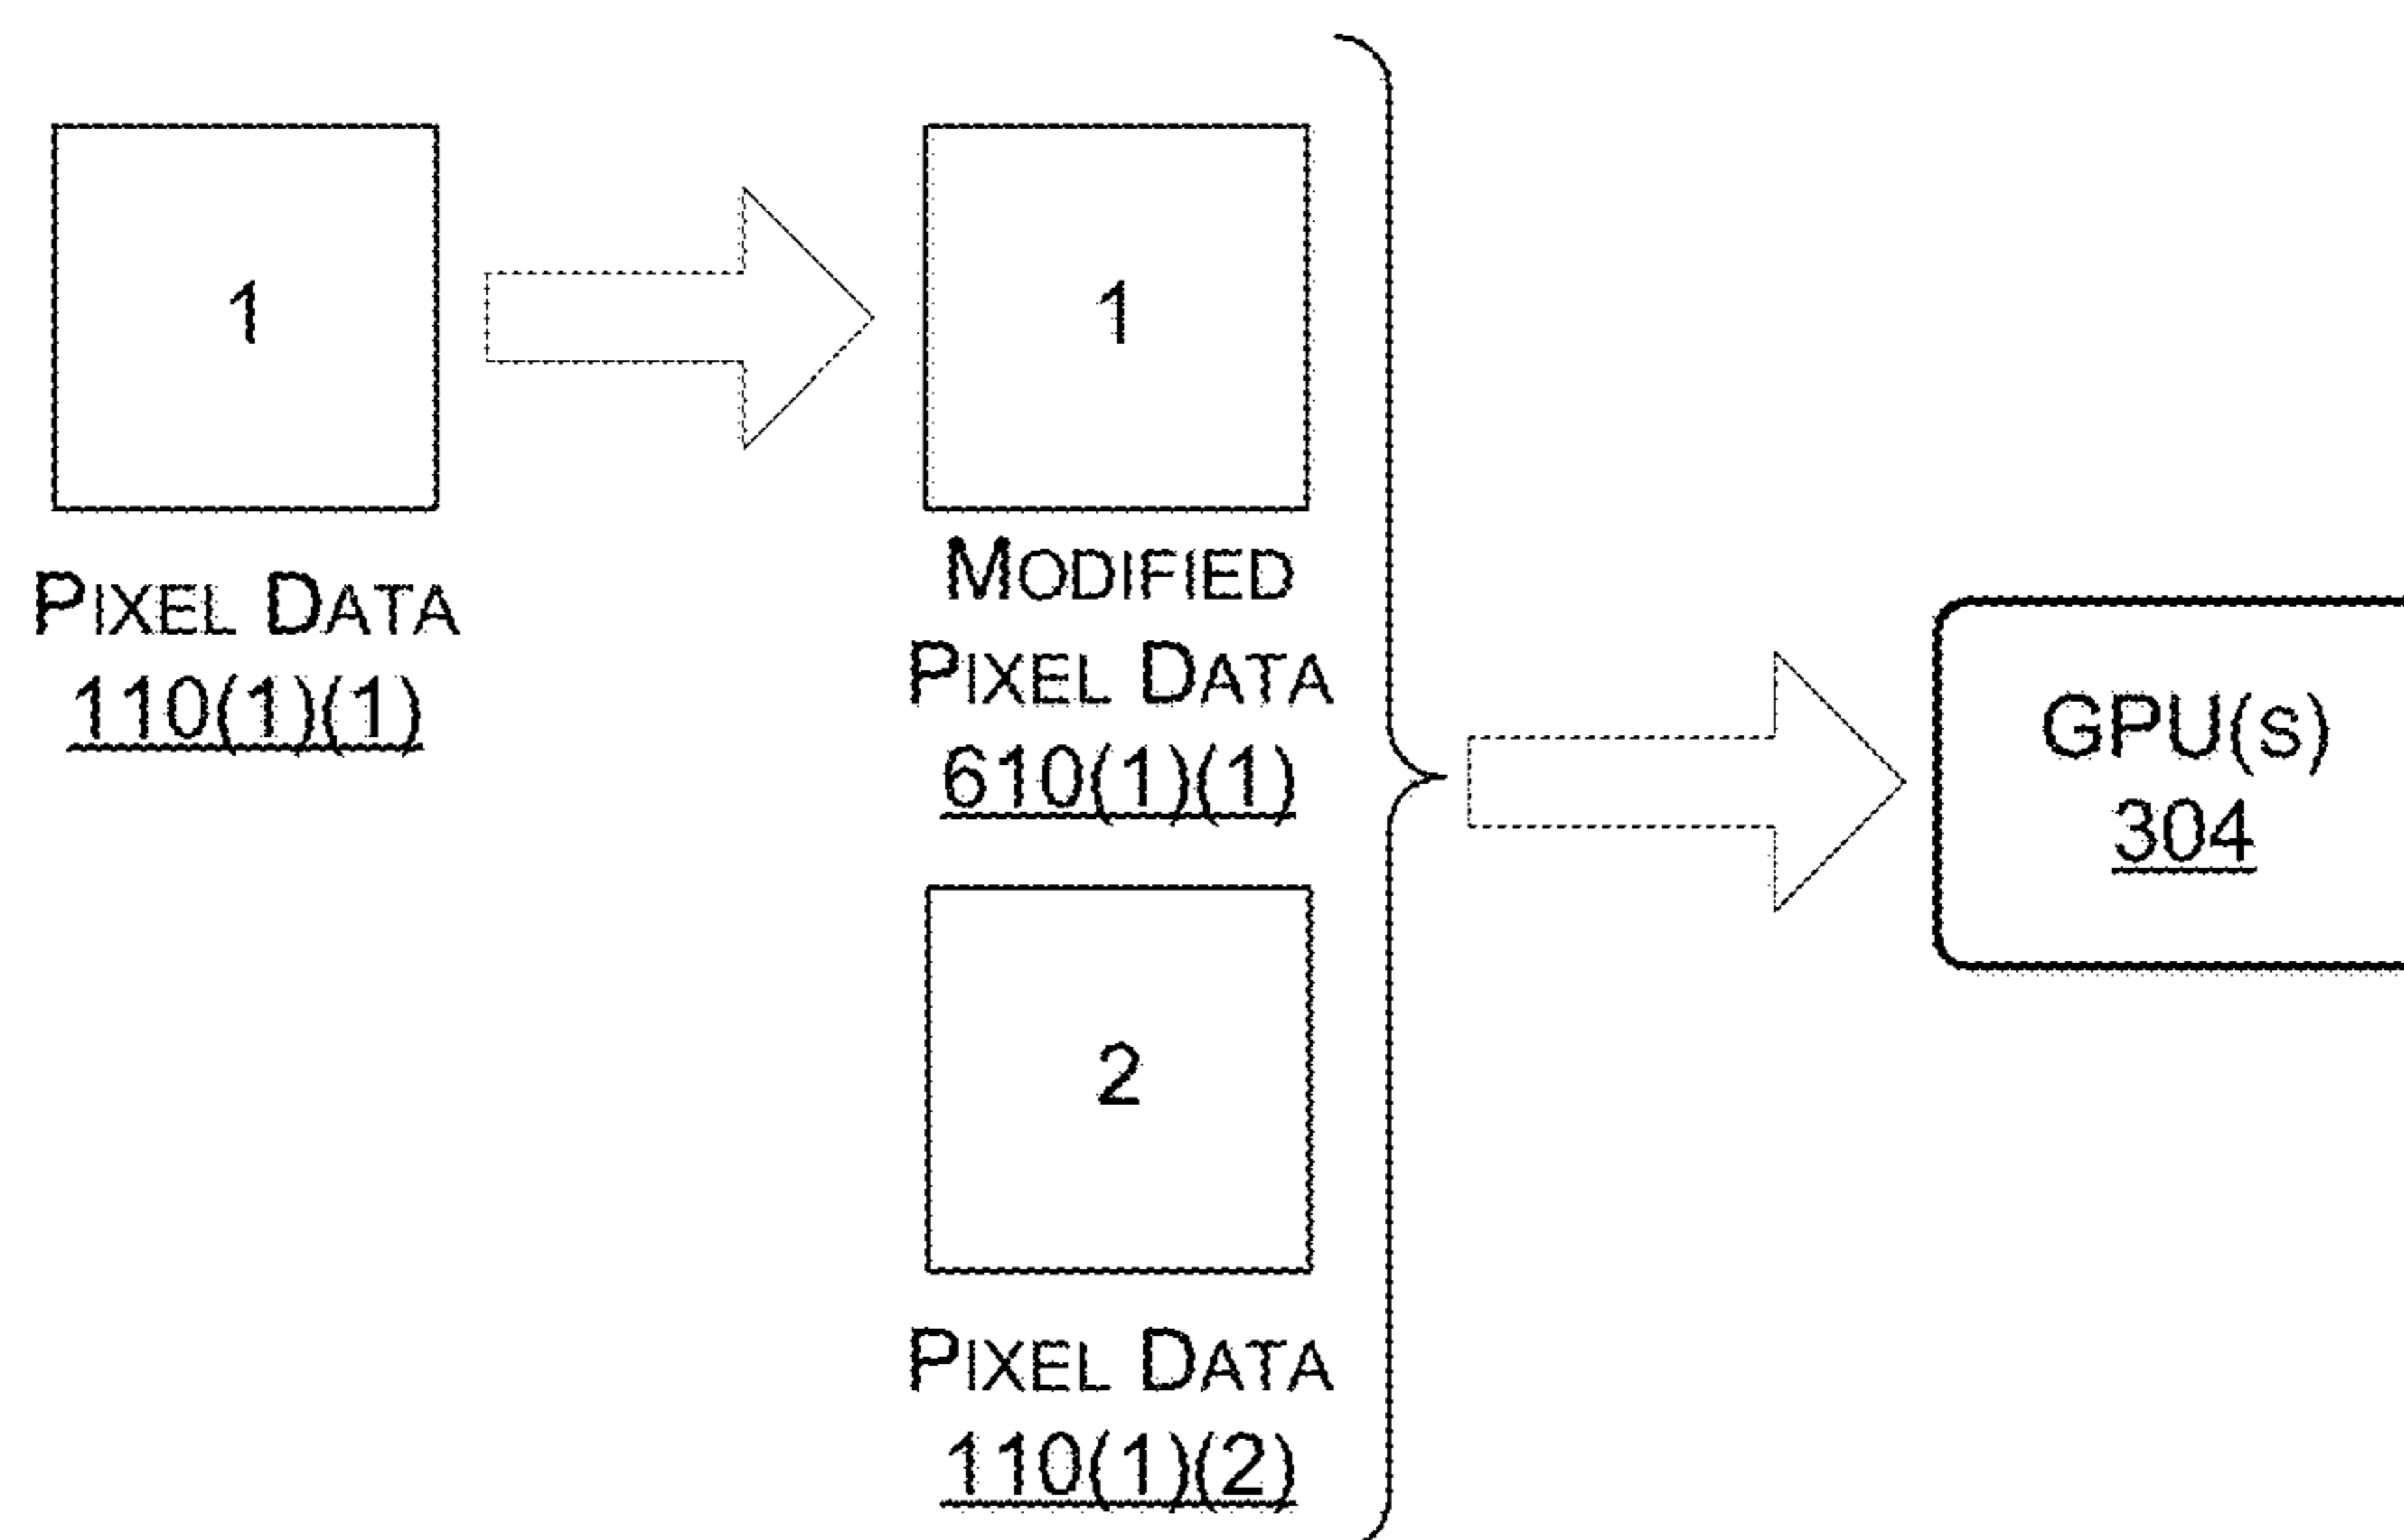 1
PIXEL DATA
110(1)(1)
1
MODIFIED
PIXEL DATA
610(1)(1)
2
PIXEL DATA
110(1)(2)
GPU(S)
304